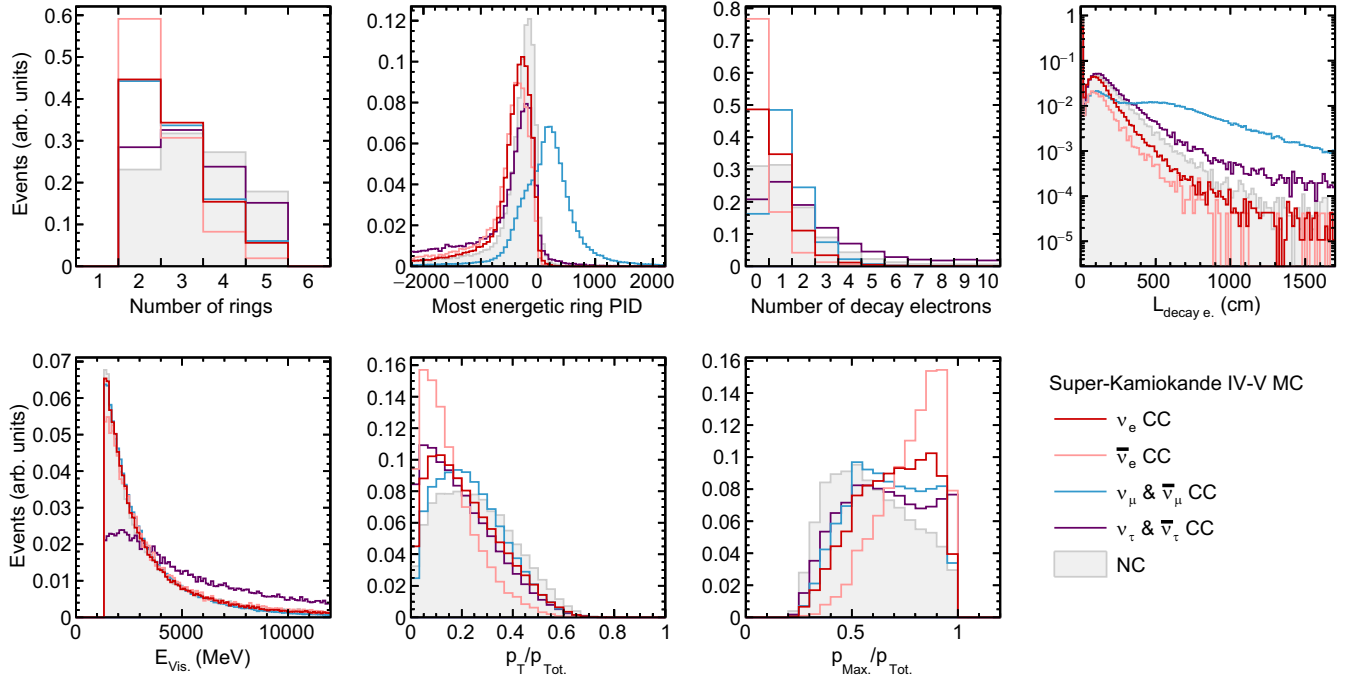 Events (arb. units)
0.6
0.5
0.4
0.3
0.2
0.1
0
1 2 3 4 5 6
Number of rings
0.12
0.1
0.08
0.06
0.04
0.02
0
−2000 −1000 0 1000 2000
Most energetic ring PID
0.8
0.7
0.6
0.5
0.4
0.3
0.2
0.1
0
0 1 2 3 4 5 6 7 8 9 10
Number of decay electrons
1
10⁻¹
10⁻²
10⁻³
10⁻⁴
10⁻⁵
0 500 1000 1500
L_decay e. (cm)
Events (arb. units)
0.07
0.06
0.05
0.04
0.03
0.02
0.01
0
0 5000 10000
E_Vis. (MeV)
0.16
0.14
0.12
0.1
0.08
0.06
0.04
0.02
0
0 0.2 0.4 0.6 0.8 1
p_T/p_Tot.
0.16
0.14
0.12
0.1
0.08
0.06
0.04
0.02
0
0 0.5 1
p_Max./p_Tot.
Super-Kamiokande IV-V MC
ν_e CC
ν̄_e CC
ν_μ & ν̄_μ CC
ν_τ & ν̄_τ CC
NC